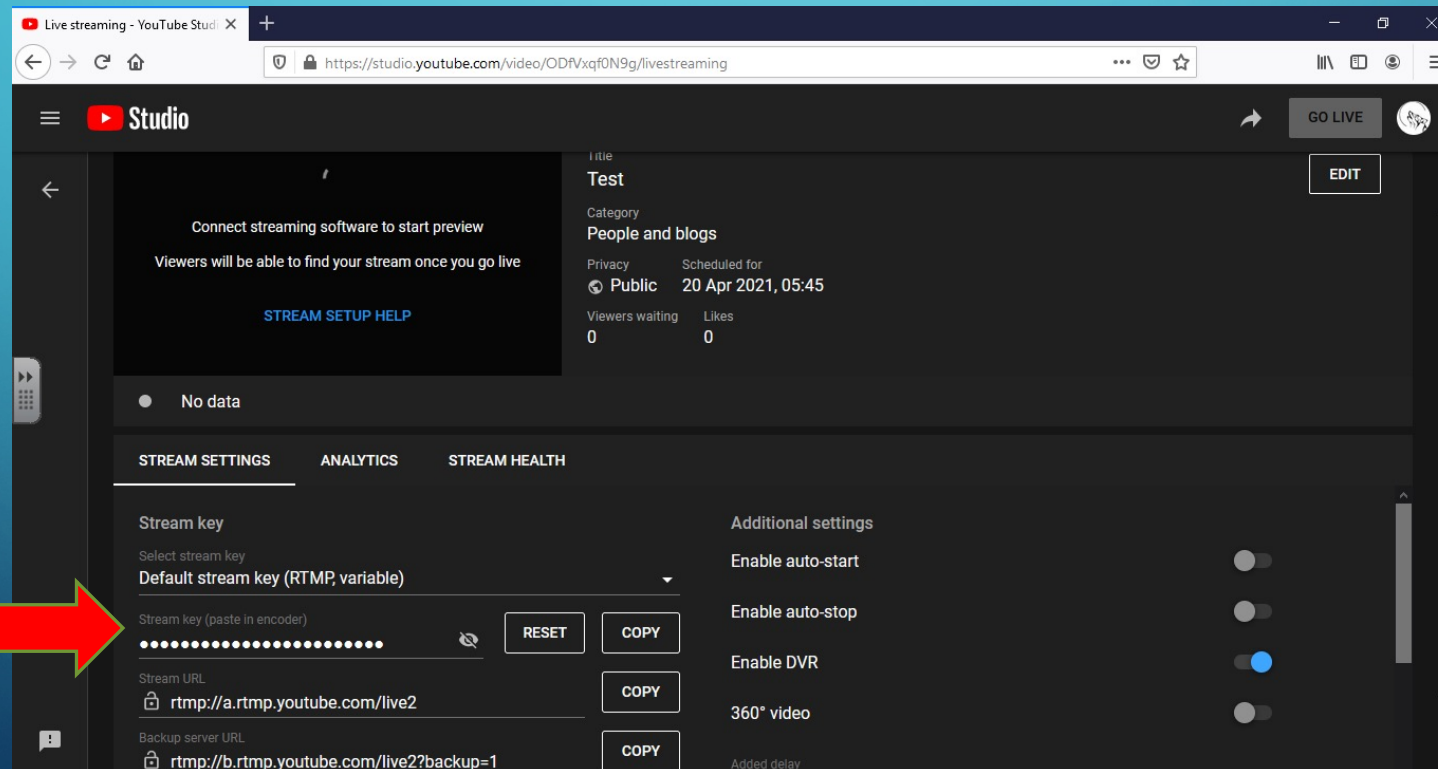 Live streaming - YouTube Studi
https://studio.youtube.com/video/ODfVxqf0N9g/livestreaming
Studio
GO LIVE
Title
Test
EDIT
Connect streaming software to start preview
Viewers will be able to find your stream once you go live
STREAM SETUP HELP
Category
People and blogs
Privacy Scheduled for
Public 20 Apr 2021, 05:45
Viewers waiting Likes
0 0
No data
STREAM SETTINGS ANALYTICS STREAM HEALTH
Stream key
Select stream key
Default stream key (RTMP, variable)
Stream key (paste in encoder)
•••••••••••••••••••••••• RESET COPY
Stream URL
rtmp://a.rtmp.youtube.com/live2 COPY
Backup server URL
rtmp://b.rtmp.youtube.com/live2?backup=1 COPY
Additional settings
Enable auto-start
Enable auto-stop
Enable DVR
360° video
Added delay